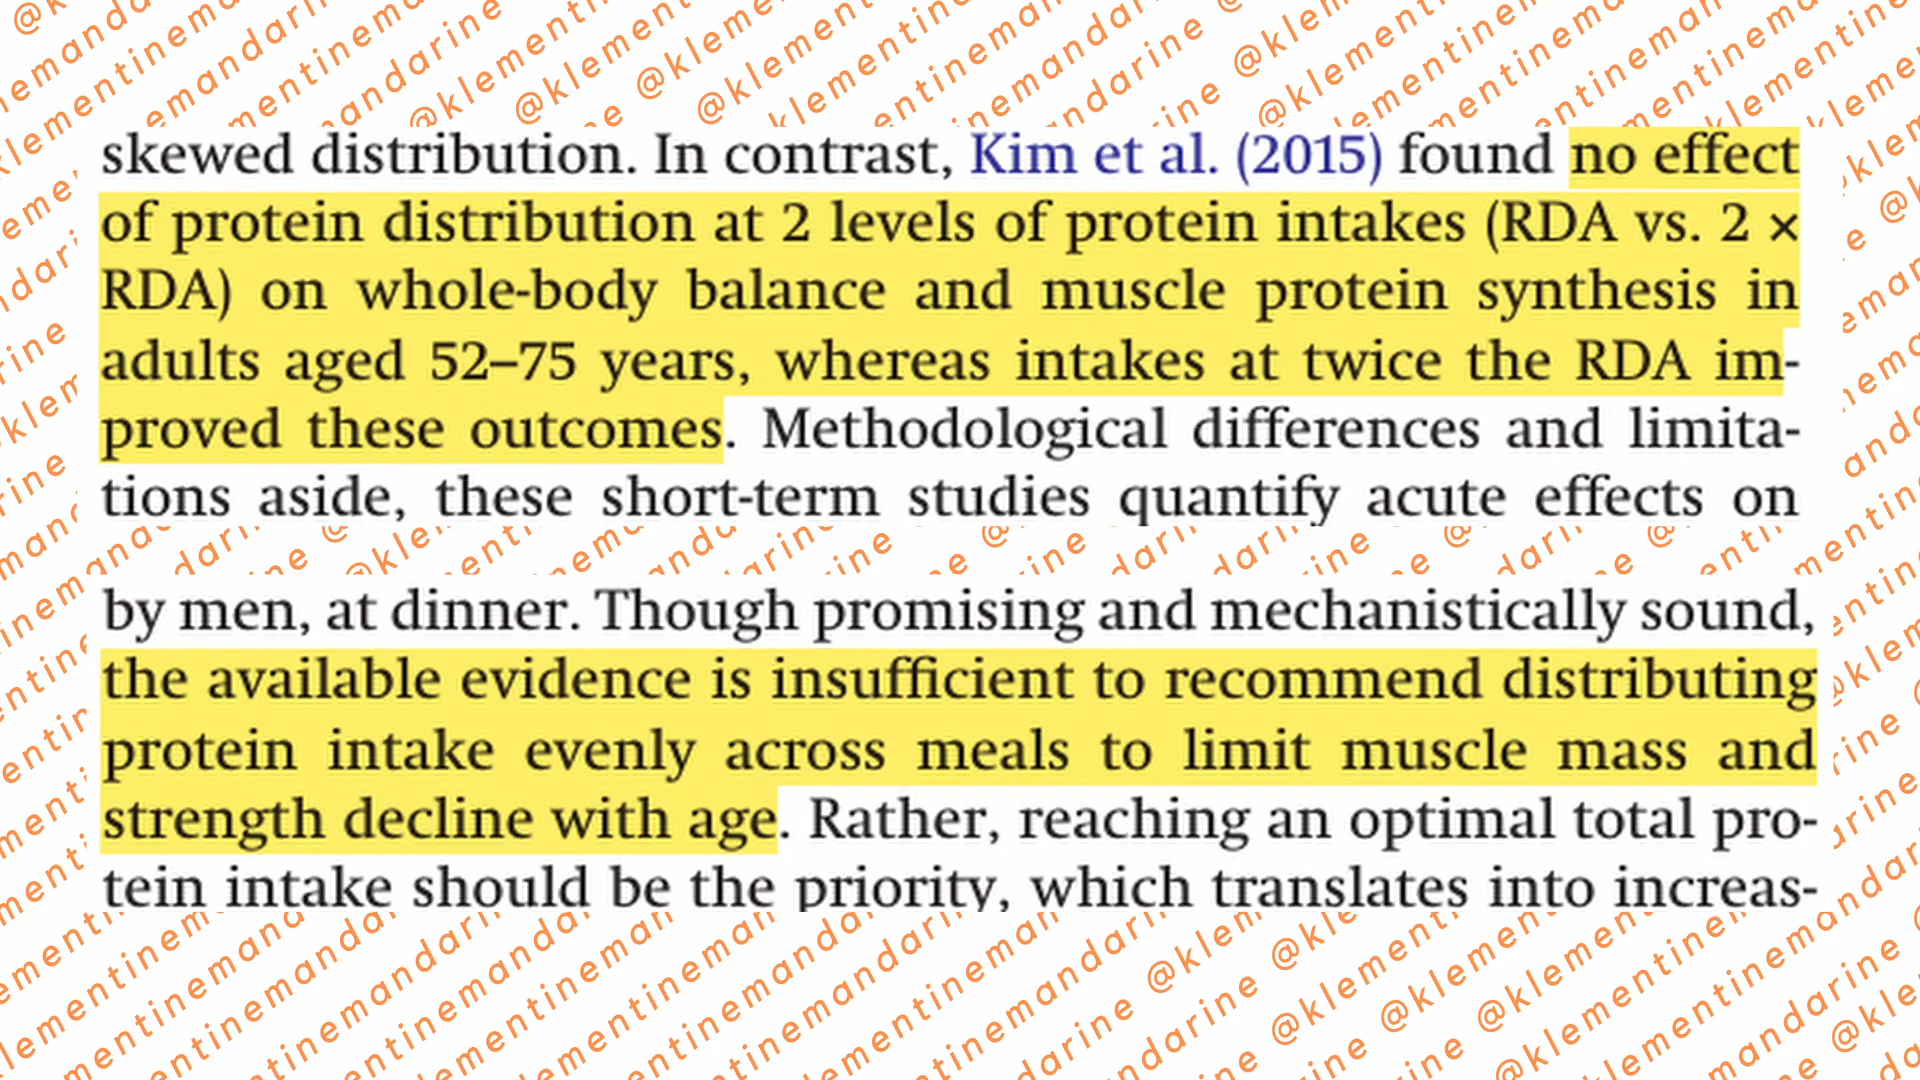 skewed distribution. In contrast, Kim et al. (2015) found no effect
of protein distribution at 2 levels of protein intakes (RDA vs. 2 ×
RDA) on whole-body balance and muscle protein synthesis in
adults aged 52–75 years, whereas intakes at twice the RDA im-
proved these outcomes. Methodological differences and limita-
tions aside, these short-term studies quantify acute effects on
by men, at dinner. Though promising and mechanistically sound,
the available evidence is insufficient to recommend distributing
protein intake evenly across meals to limit muscle mass and
strength decline with age. Rather, reaching an optimal total pro-
tein intake should be the priority, which translates into increas-
@klementinemandarine